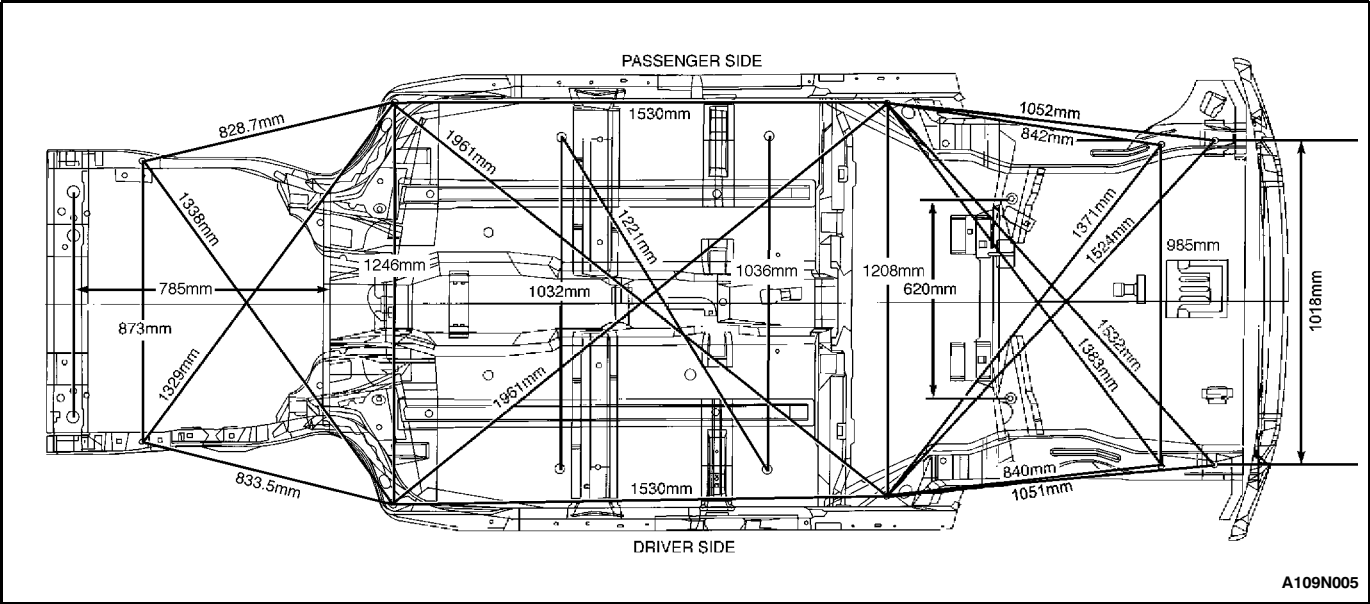 PASSENGER SIDE
828.7mm
1530mm
1052mm
842mm
1961mm
1338mm
1221mm
1371mm
1524mm
985mm
1246mm
1036mm
1208mm
785mm
1032mm
620mm
873mm
1018mm
1532mm
1383mm
1329mm
1961mm
833.5mm
1530mm
840mm
1051mm
DRIVER SIDE
A109N005